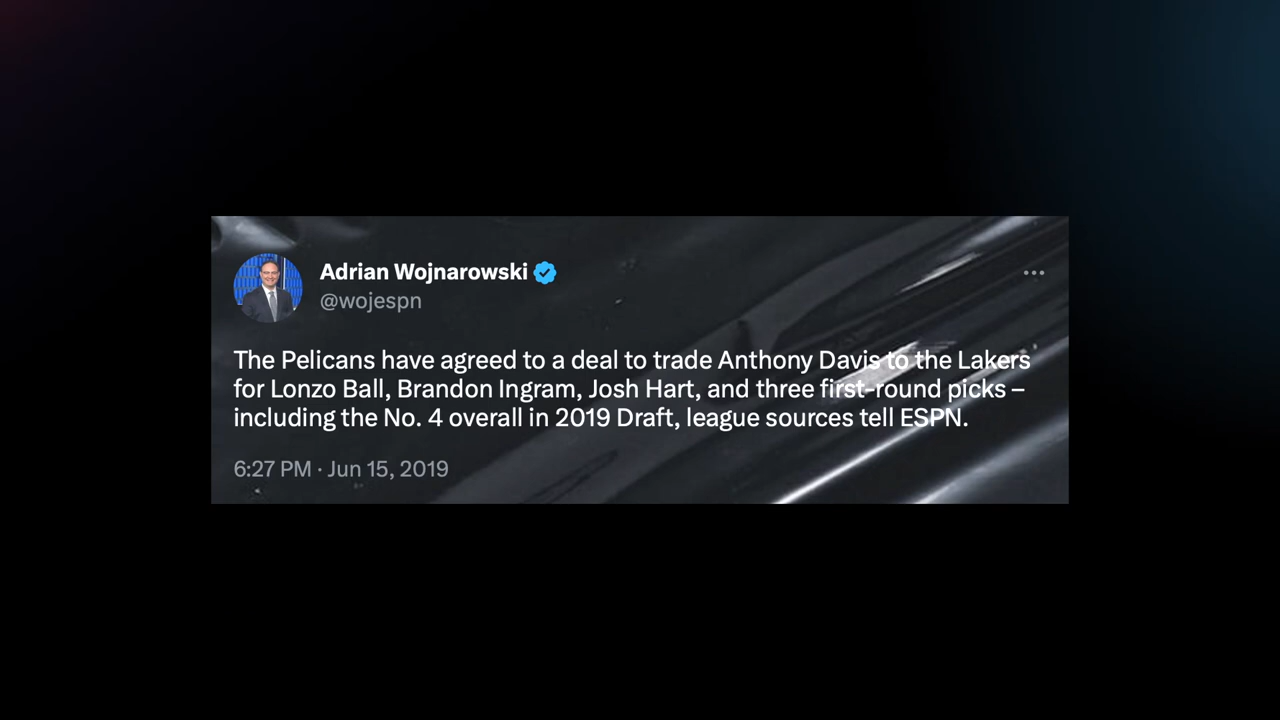 Adrian Wojnarowski
@wojespn
The Pelicans have agreed to a deal to trade Anthony Davis to the Lakers
for Lonzo Ball, Brandon Ingram, Josh Hart, and three first-round picks –
including the No. 4 overall in 2019 Draft, league sources tell ESPN.
6:27 PM · Jun 15, 2019